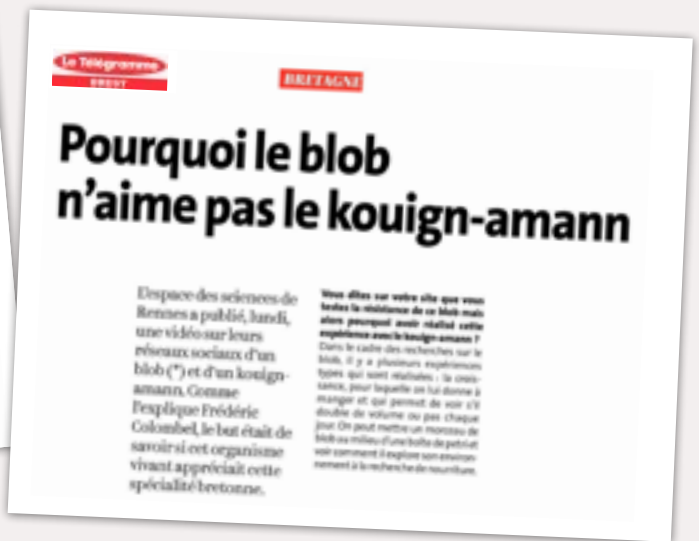 Le Télégramme
BREST
BRETAGNE
Pourquoi le blob
n'aime pas le kouign-amann
L'espace des sciences de
Rennes a publié, lundi,
une vidéo sur leurs
réseaux sociaux d'un
blob (*) et d'un kouign-
amann. Comme
l'explique Frédéric
Colombel, le but était de
savoir si cet organisme
vivant appréciait cette
spécialité bretonne.
Vous dites sur votre site que vous
testez la résistance de ce blob mais
alors pourquoi avoir réalisé cette
expérience avec le kouign-amann ?
Dans le cadre des recherches sur le
blob, il y a plusieurs expériences
types qui sont réalisées : la crois-
sance, pour laquelle on lui donne à
manger et qui permet de voir s'il
double de volume ou pas chaque
jour. On peut mettre un morceau de
blob au milieu d'une boîte de petri et
voir comment il explore son environ-
nement à la recherche de nourriture.